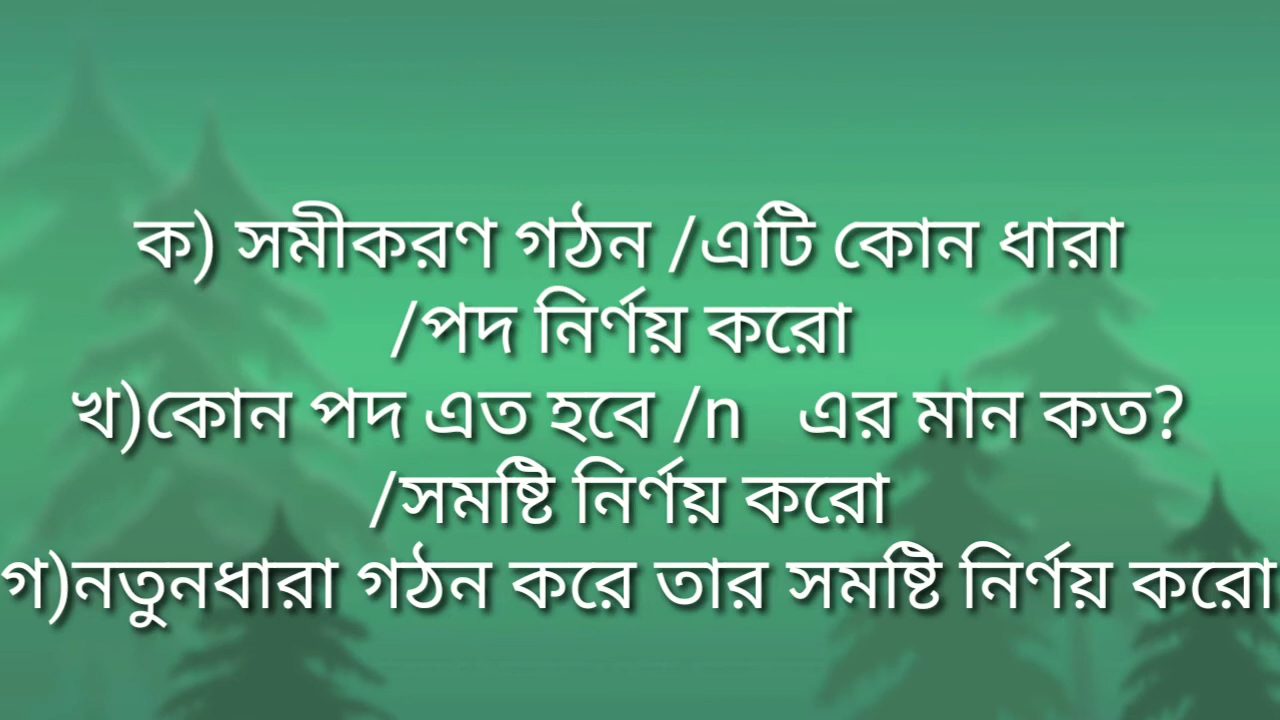 ক) সমীকরণ গঠন /এটি কোন ধারা
/পদ নির্ণয় করো
খ)কোন পদ এত হবে /n এর মান কত?
/সমষ্টি নির্ণয় করো
গ)নতুনধারা গঠন করে তার সমষ্টি নির্ণয় করো